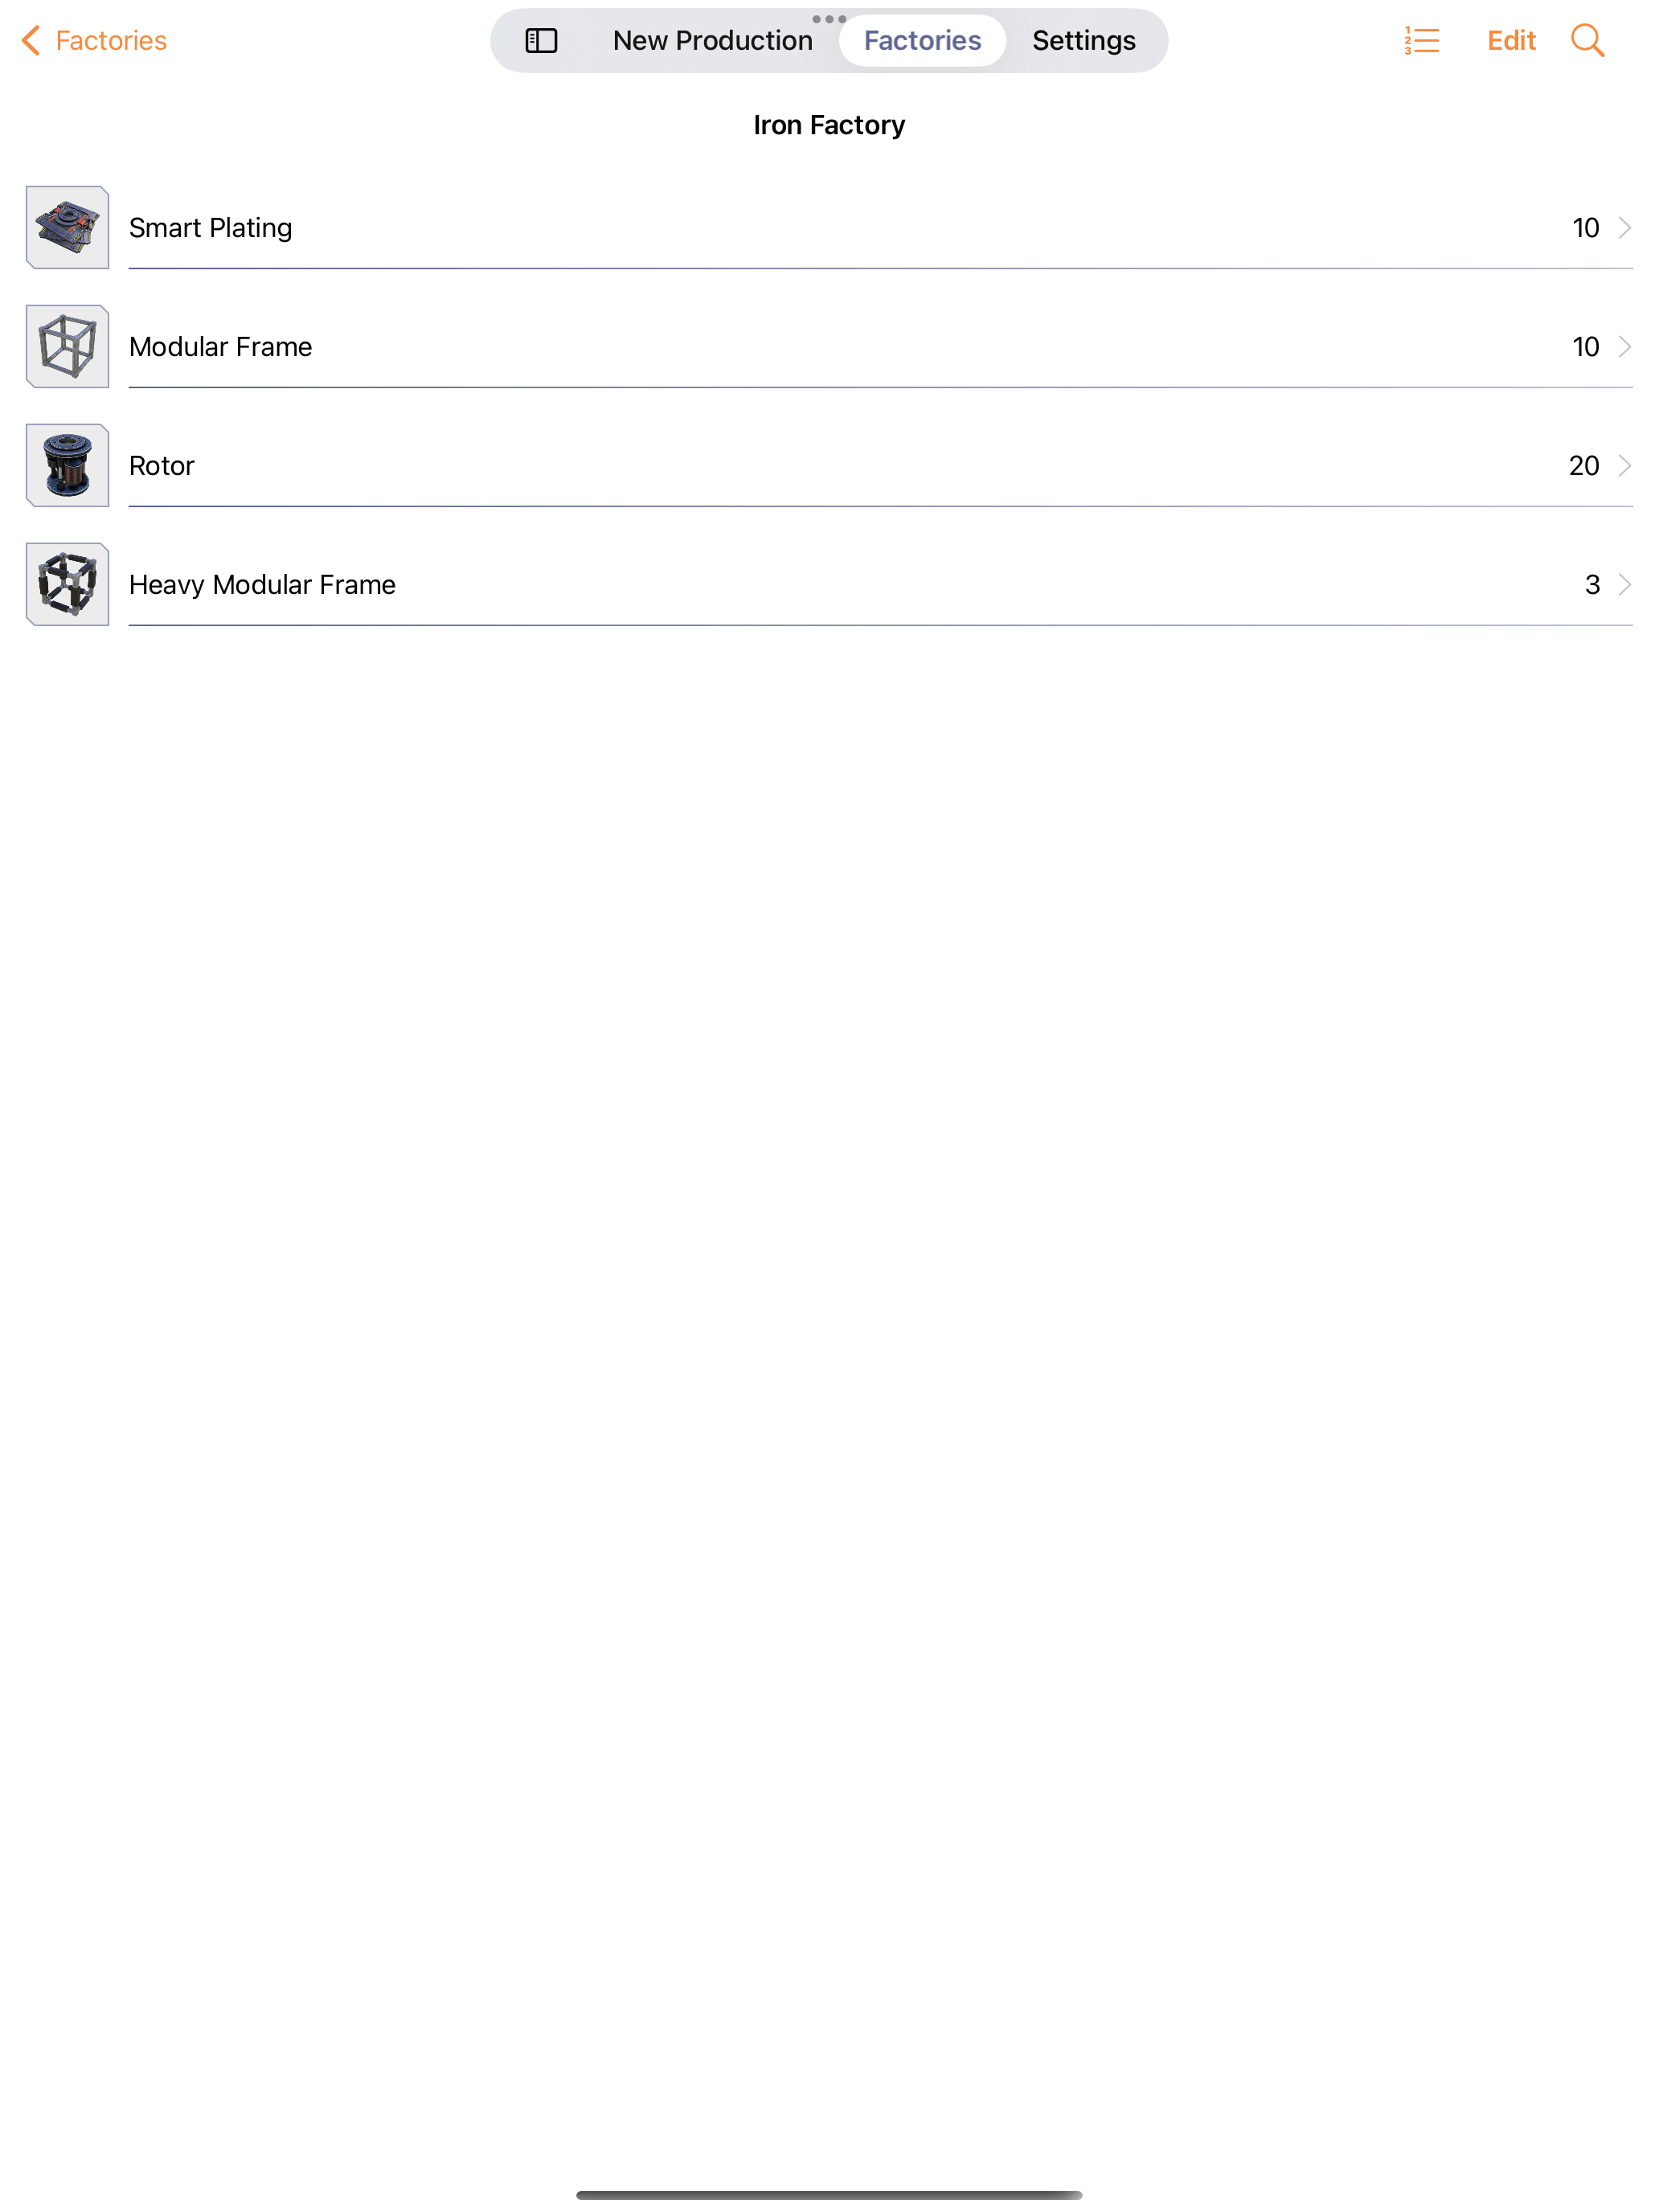 Factories
New Production
Factories
Settings
Edit
Iron Factory
Smart Plating 10
Modular Frame 10
Rotor 20
Heavy Modular Frame 3